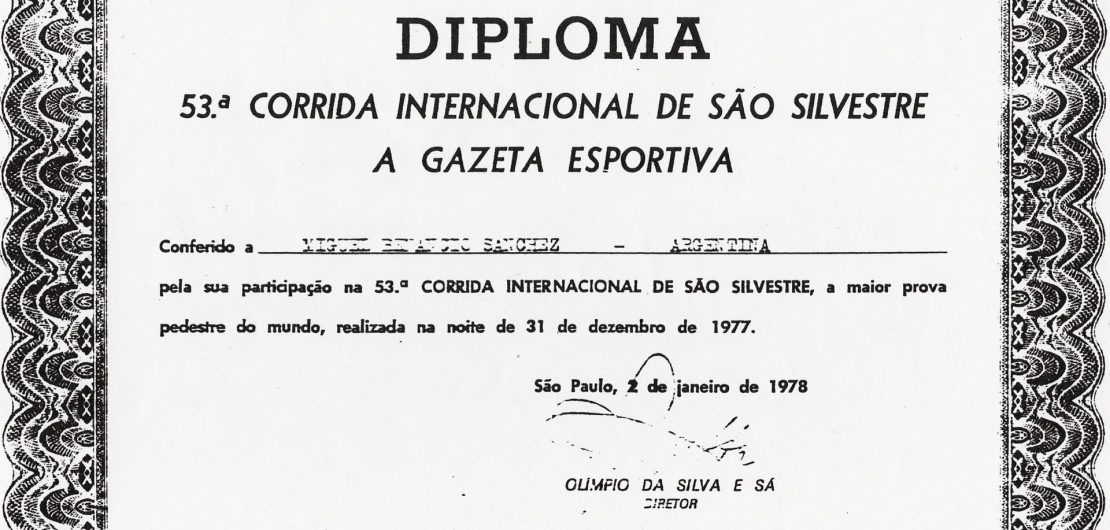 DIPLOMA
53.ª CORRIDA INTERNACIONAL DE SÃO SILVESTRE
A GAZETA ESPORTIVA
Conferido a MIGUEL BENANCIO SANCHEZ – ARGENTINA
pela sua participação na 53.ª CORRIDA INTERNACIONAL DE SÃO SILVESTRE, a maior prova
pedestre do mundo, realizada na noite de 31 de dezembro de 1977.
São Paulo, 2 de janeiro de 1978
OLIMPIO DA SILVA E SÁ
DIRETOR